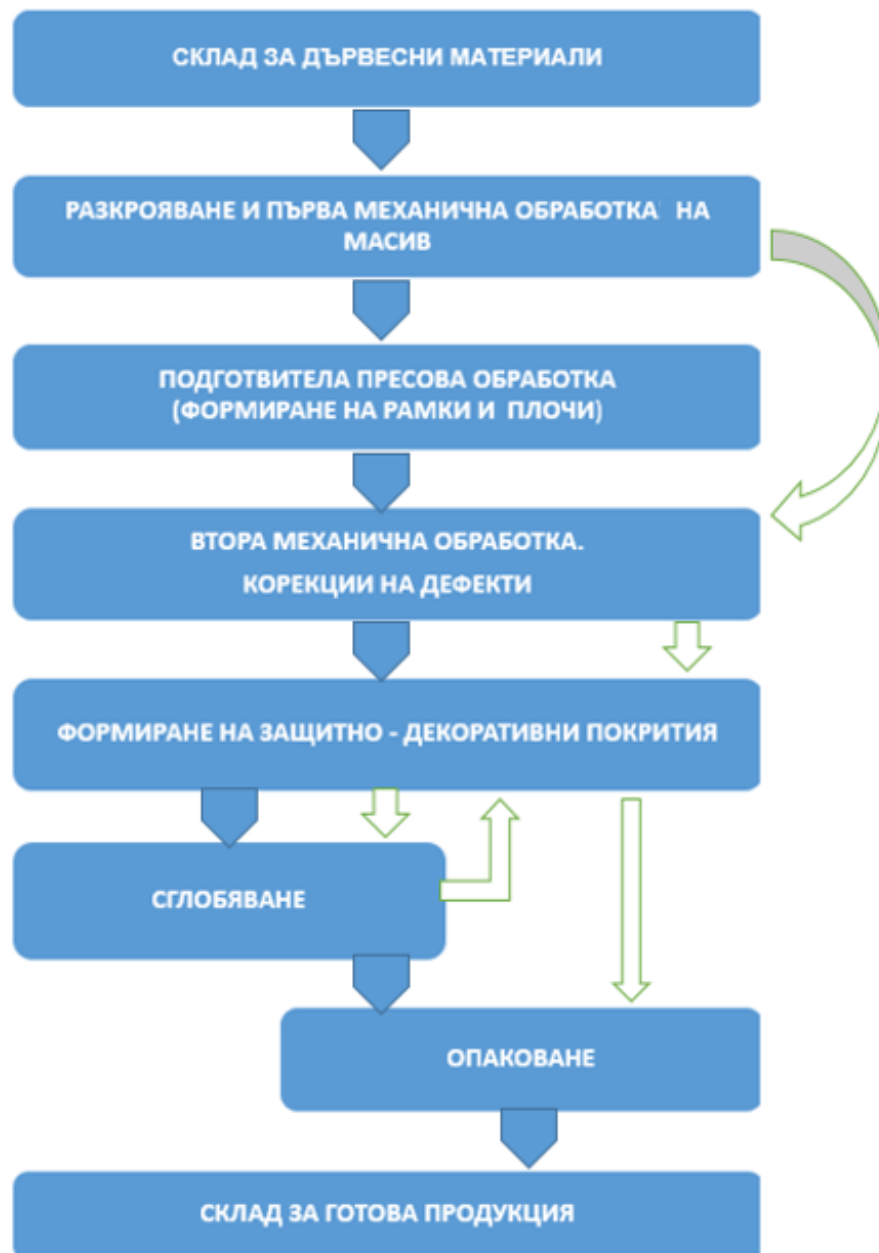 СКЛАД ЗА ДЪРВЕСНИ МАТЕРИАЛИ
РАЗКРОЯВАНЕ И ПЪРВА МЕХАНИЧНА ОБРАБОТКА НА
МАСИВ
ПОДГОТВИТЕЛА ПРЕСОВА ОБРАБОТКА
(ФОРМИРАНЕ НА РАМКИ И ПЛОЧИ)
ВТОРА МЕХАНИЧНА ОБРАБОТКА.
КОРЕКЦИИ НА ДЕФЕКТИ
ФОРМИРАНЕ НА ЗАЩИТНО - ДЕКОРАТИВНИ ПОКРИТИЯ
СГЛОБЯВАНЕ
ОПАКОВАНЕ
СКЛАД ЗА ГОТОВА ПРОДУКЦИЯ